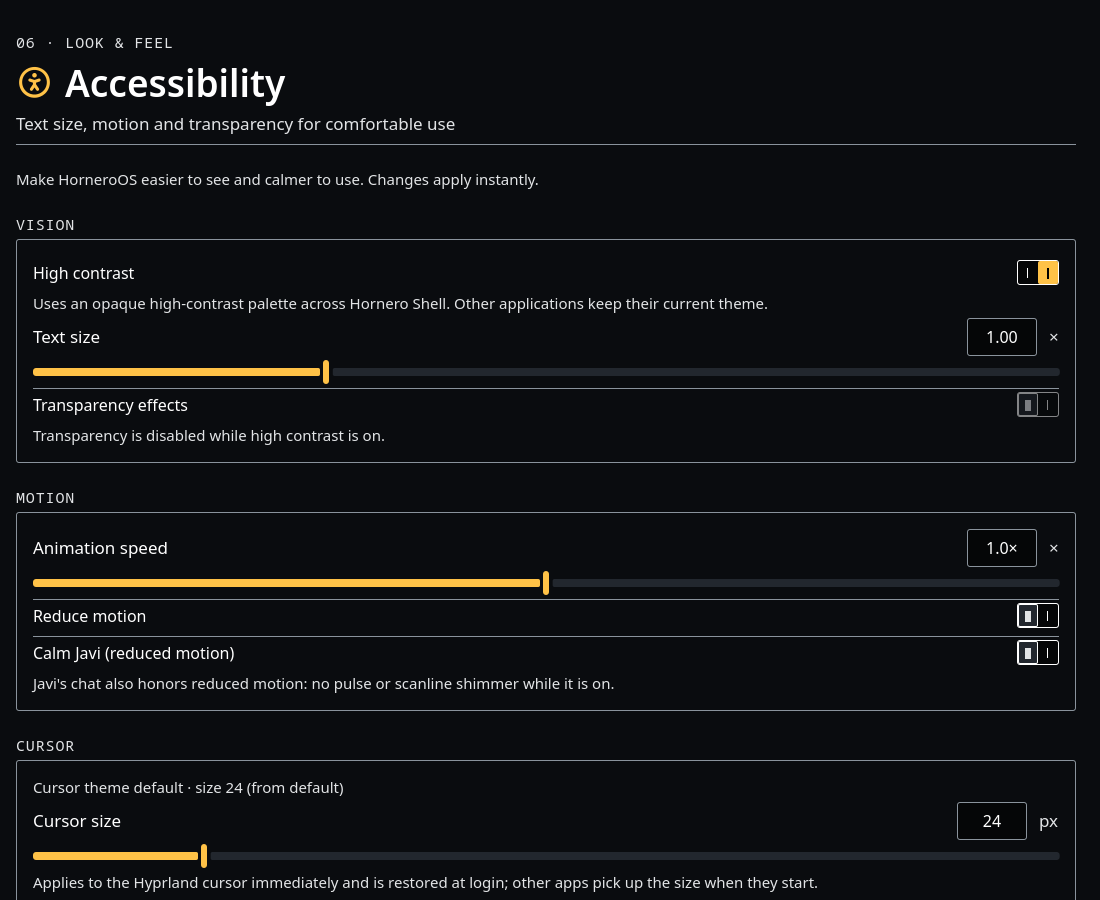 06 · LOOK & FEEL
Accessibility
Text size, motion and transparency for comfortable use
Make HorneroOS easier to see and calmer to use. Changes apply instantly.
VISION
High contrast
Uses an opaque high-contrast palette across Hornero Shell. Other applications keep their current theme.
Text size 1.00 ×
Transparency effects
Transparency is disabled while high contrast is on.
MOTION
Animation speed 1.0× ×
Reduce motion
Calm Javi (reduced motion)
Javi's chat also honors reduced motion: no pulse or scanline shimmer while it is on.
CURSOR
Cursor theme default · size 24 (from default)
Cursor size 24 px
Applies to the Hyprland cursor immediately and is restored at login; other apps pick up the size when they start.